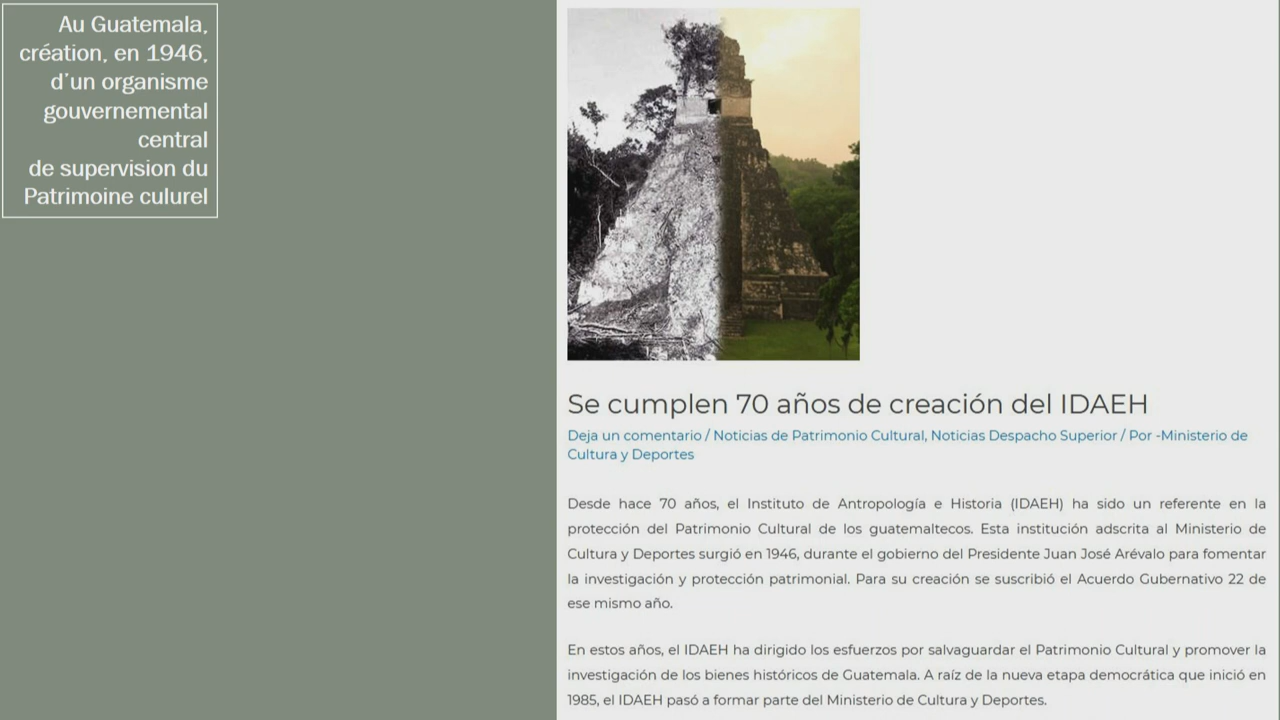 Au Guatemala,
création, en 1946,
d'un organisme
gouvernemental
central
de supervision du
Patrimoine culurel
Se cumplen 70 años de creación del IDAEH
Deja un comentario / Noticias de Patrimonio Cultural, Noticias Despacho Superior / Por -Ministerio de
Cultura y Deportes
Desde hace 70 años, el Instituto de Antropología e Historia (IDAEH) ha sido un referente en la
protección del Patrimonio Cultural de los guatemaltecos. Esta institución adscrita al Ministerio de
Cultura y Deportes surgió en 1946, durante el gobierno del Presidente Juan José Arévalo para fomentar
la investigación y protección patrimonial. Para su creación se suscribió el Acuerdo Gubernativo 22 de
ese mismo año.
En estos años, el IDAEH ha dirigido los esfuerzos por salvaguardar el Patrimonio Cultural y promover la
investigación de los bienes históricos de Guatemala. A raíz de la nueva etapa democrática que inició en
1985, el IDAEH pasó a formar parte del Ministerio de Cultura y Deportes.